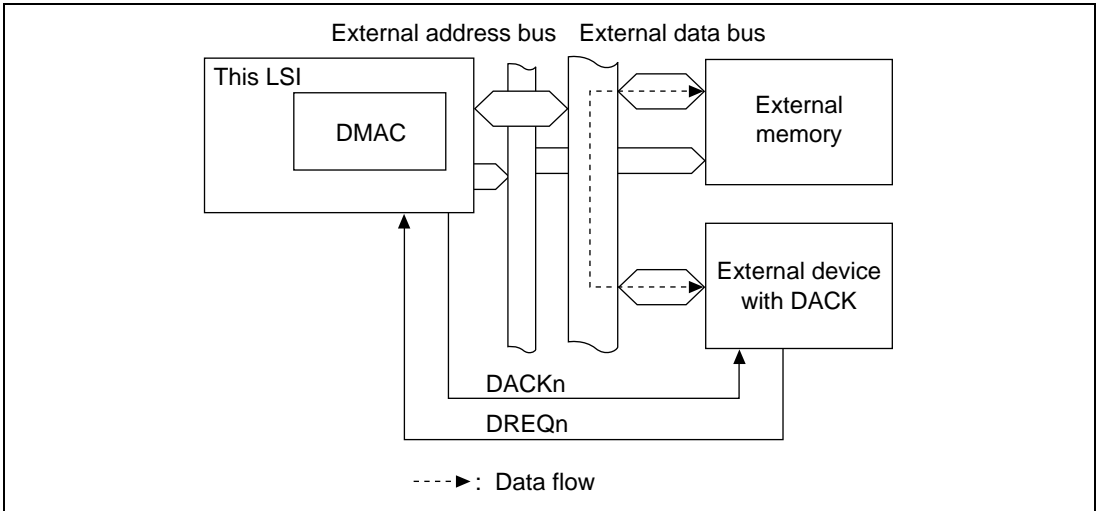 External address bus
External data bus
This LSI
DMAC
External
memory
External device
with DACK
DACKn
DREQn
: Data flow